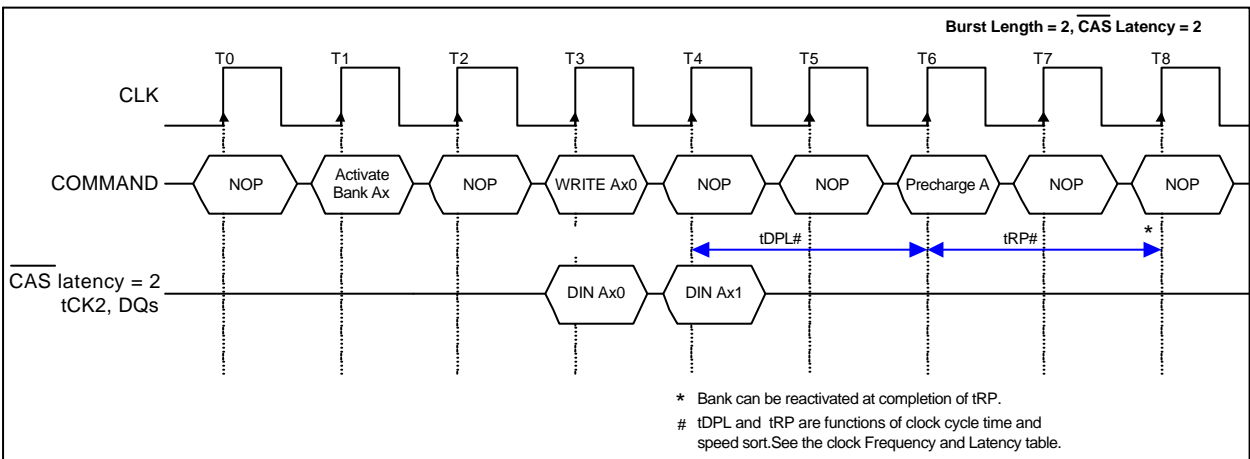 Burst Length = 2, CAS Latency = 2
T0 T1 T2 T3 T4 T5 T6 T7 T8
CLK
COMMAND NOP Activate Bank Ax NOP WRITE Ax0 NOP NOP Precharge A NOP NOP
tDPL# tRP# *
CAS latency = 2
tCK2, DQs
DIN Ax0 DIN Ax1
* Bank can be reactivated at completion of tRP.
# tDPL and tRP are functions of clock cycle time and
speed sort.See the clock Frequency and Latency table.